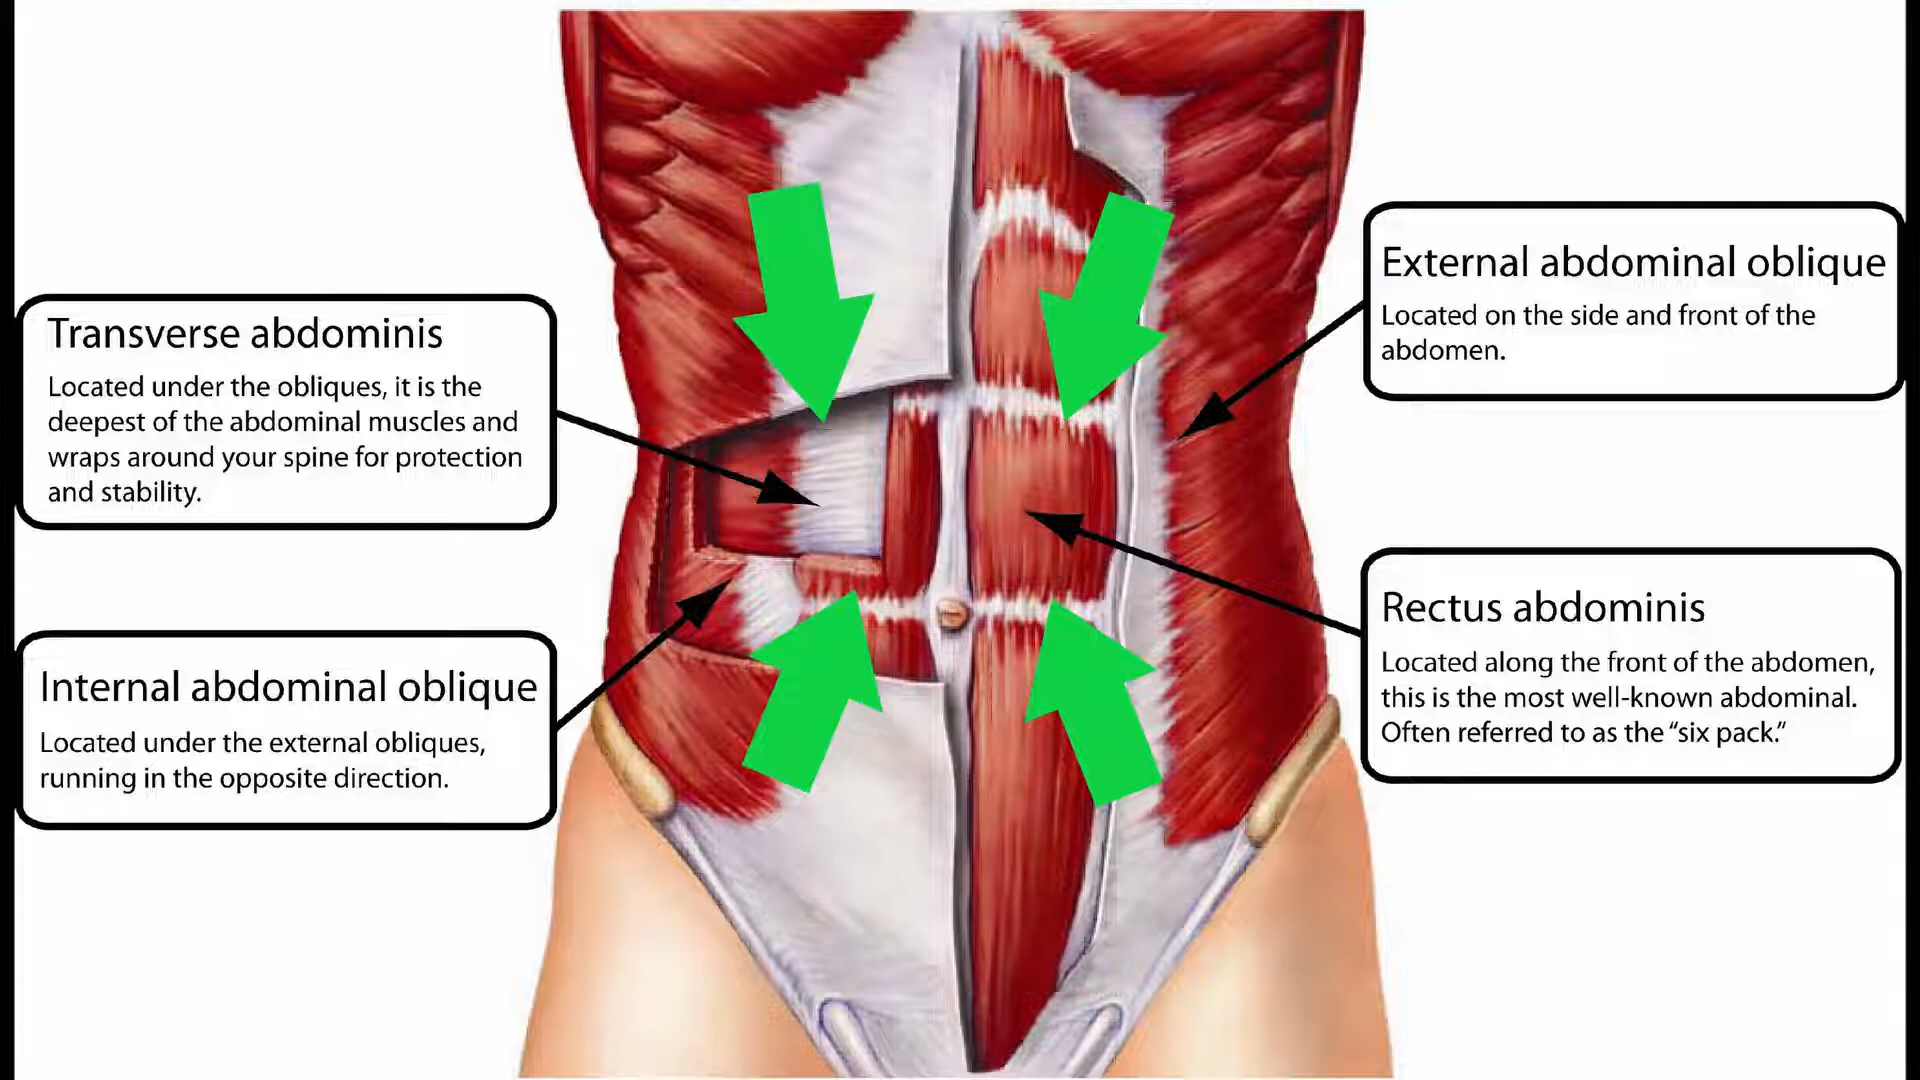 Transverse abdominis
Located under the obliques, it is the
deepest of the abdominal muscles and
wraps around your spine for protection
and stability.
Internal abdominal oblique
Located under the external obliques,
running in the opposite direction.
External abdominal oblique
Located on the side and front of the
abdomen.
Rectus abdominis
Located along the front of the abdomen,
this is the most well-known abdominal.
Often referred to as the “six pack.”